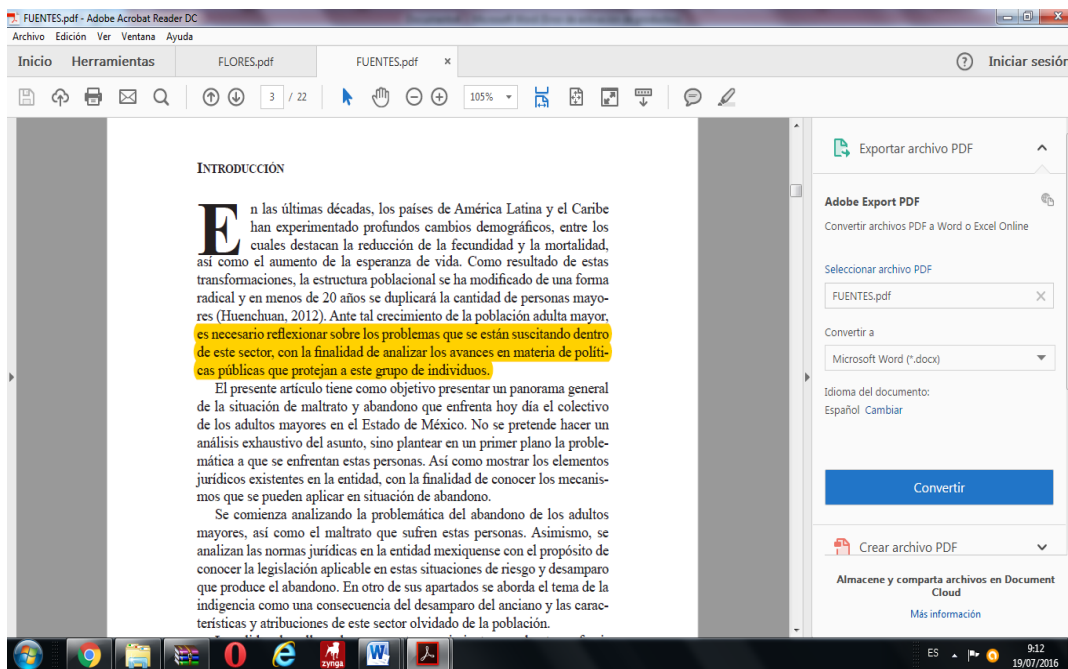 FUENTES.pdf - Adobe Acrobat Reader DC
Archivo Edición Ver Ventana Ayuda
Inicio Herramientas FLORES.pdf FUENTES.pdf × Iniciar sesión
3 / 22 105%
INTRODUCCIÓN
En las últimas décadas, los países de América Latina y el Caribe
han experimentado profundos cambios demográficos, entre los
cuales destacan la reducción de la fecundidad y la mortalidad,
así como el aumento de la esperanza de vida. Como resultado de estas
transformaciones, la estructura poblacional se ha modificado de una forma
radical y en menos de 20 años se duplicará la cantidad de personas mayo-
res (Huenchuan, 2012). Ante tal crecimiento de la población adulta mayor,
es necesario reflexionar sobre los problemas que se están suscitando dentro
de este sector, con la finalidad de analizar los avances en materia de políti-
cas públicas que protejan a este grupo de individuos.
El presente artículo tiene como objetivo presentar un panorama general
de la situación de maltrato y abandono que enfrenta hoy día el colectivo
de los adultos mayores en el Estado de México. No se pretende hacer un
análisis exhaustivo del asunto, sino plantear en un primer plano la proble-
mática a que se enfrentan estas personas. Así como mostrar los elementos
jurídicos existentes en la entidad, con la finalidad de conocer los mecanis-
mos que se pueden aplicar en situación de abandono.
Se comienza analizando la problemática del abandono de los adultos
mayores, así como el maltrato que sufren estas personas. Asimismo, se
analizan las normas jurídicas en la entidad mexiquense con el propósito de
conocer la legislación aplicable en estas situaciones de riesgo y desamparo
que produce el abandono. En otro de sus apartados se aborda el tema de la
indigencia como una consecuencia del desamparo del anciano y las carac-
terísticas y atribuciones de este sector olvidado de la población.
Exportar archivo PDF
Adobe Export PDF
Convertir archivos PDF a Word o Excel Online
Seleccionar archivo PDF
FUENTES.pdf
Convertir a
Microsoft Word (*.docx)
Idioma del documento:
Español Cambiar
Convertir
Crear archivo PDF
Almacene y comparta archivos en Document
Cloud
Más información
zynga
ES 9:12
19/07/2016